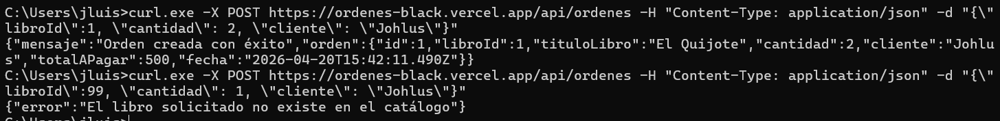 C:\Users\jluis>curl.exe -X POST https://ordenes-black.vercel.app/api/ordenes -H "Content-Type: application/json" -d "{\"
libroId\":1, \"cantidad\": 2, \"cliente\": \"Johlus\"}"
{"mensaje":"Orden creada con éxito","orden":{"id":1,"libroId":1,"tituloLibro":"El Quijote","cantidad":2,"cliente":"Johlu
s","totalAPagar":500,"fecha":"2026-04-20T15:42:11.490Z"}}
C:\Users\jluis>curl.exe -X POST https://ordenes-black.vercel.app/api/ordenes -H "Content-Type: application/json" -d "{\"
libroId\":99, \"cantidad\": 1, \"cliente\": \"Johlus\"}"
{"error":"El libro solicitado no existe en el catálogo"}
C:\Users\jluis>